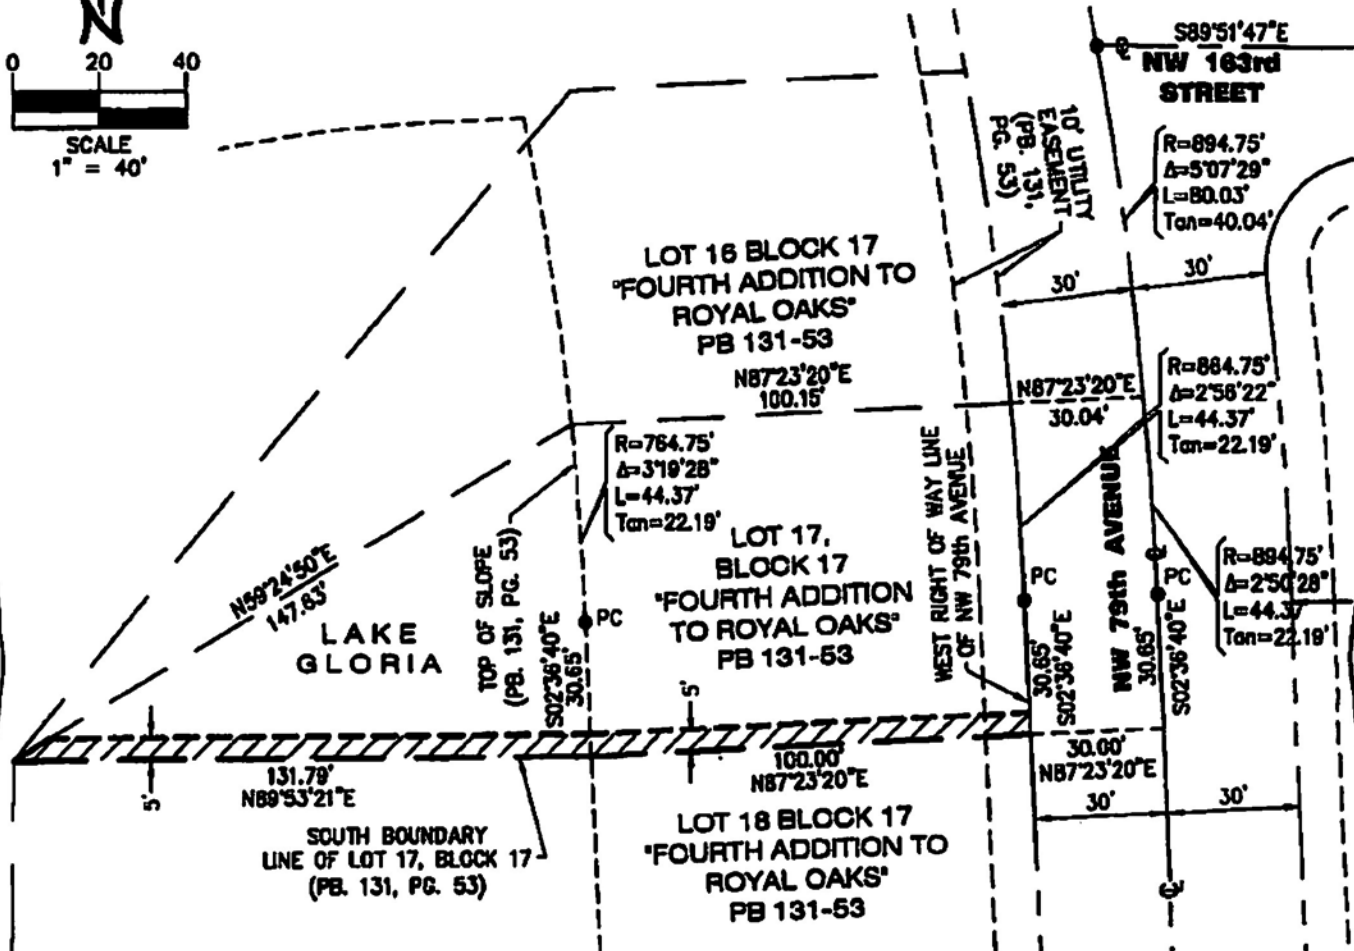 N
0 20 40
SCALE
1" = 40'
S89°51'47"E
NW 163rd
STREET
R=894.75'
Δ=5°07'29"
L=80.03'
Tan=40.04'
10' UTILITY
EASEMENT
(PB. 131,
PG. 53)
30'
30'
LOT 16 BLOCK 17
"FOURTH ADDITION TO
ROYAL OAKS"
PB 131-53
N87°23'20"E
100.15'
N87°23'20"E
30.04'
R=864.75'
Δ=2°56'22"
L=44.37'
Tan=22.19'
R=764.75'
Δ=3°19'28"
L=44.37'
Tan=22.19'
WEST RIGHT OF WAY LINE
OF NW 79th AVENUE
NW 79th AVENUE
LOT 17,
BLOCK 17
"FOURTH ADDITION
TO ROYAL OAKS"
PB 131-53
TOP OF SLOPE
(PB. 131, PG. 53)
R=894.75'
Δ=2°50'28"
L=44.37'
Tan=22.19'
PC
PC
PC
N59°24'50"E
147.83'
LAKE
GLORIA
S02°36'40"E
30.65'
30.65'
S02°36'40"E
30.65'
S02°36'40"E
5'
5'
131.79'
N89°53'21"E
100.00'
N87°23'20"E
30.00'
N87°23'20"E
30'
30'
SOUTH BOUNDARY
LINE OF LOT 17, BLOCK 17
(PB. 131, PG. 53)
LOT 18 BLOCK 17
"FOURTH ADDITION TO
ROYAL OAKS"
PB 131-53